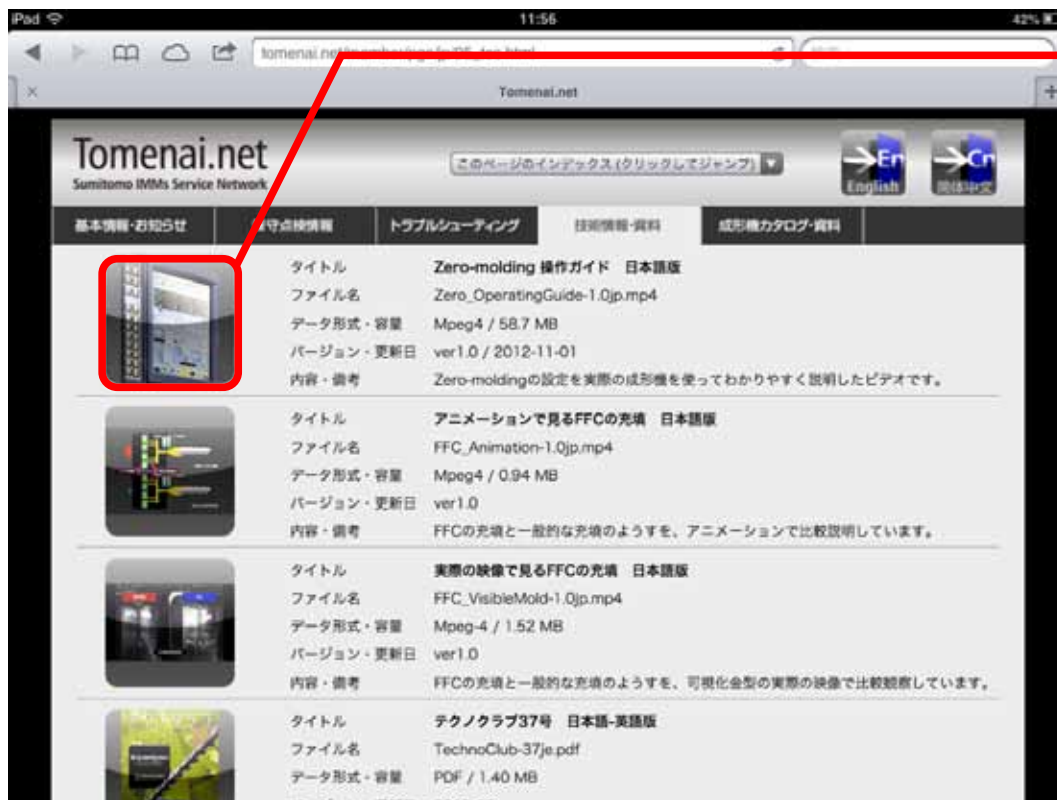 iPad
11:56
42%
Tomenai.net
Tomenai.net
Sumitomo IMMs Service Network
このページのインデックス(クリックしてジャンプ)
En
English
Cn
简体中文
基本情報・お知らせ
守点検情報
トラブルシューティング
技術情報・資料
成形機カタログ・資料
タイトル Zero-molding 操作ガイド 日本語版
ファイル名 Zero_OperatingGuide-1.0jp.mp4
データ形式・容量 Mpeg4 / 58.7 MB
バージョン・更新日 ver1.0 / 2012-11-01
内容・備考 Zero-moldingの設定を実際の成形機を使ってわかりやすく説明したビデオです。
タイトル アニメーションで見るFFCの充填 日本語版
ファイル名 FFC_Animation-1.0jp.mp4
データ形式・容量 Mpeg4 / 0.94 MB
バージョン・更新日 ver1.0
内容・備考 FFCの充填と一般的な充填のようすを、アニメーションで比較説明しています。
タイトル 実際の映像で見るFFCの充填 日本語版
ファイル名 FFC_VisibleMold-1.0jp.mp4
データ形式・容量 Mpeg-4 / 1.52 MB
バージョン・更新日 ver1.0
内容・備考 FFCの充填と一般的な充填のようすを、可視化金型の実際の映像で比較観察しています。
タイトル テクノクラブ37号 日本語-英語版
ファイル名 TechnoClub-37je.pdf
データ形式・容量 PDF / 1.40 MB